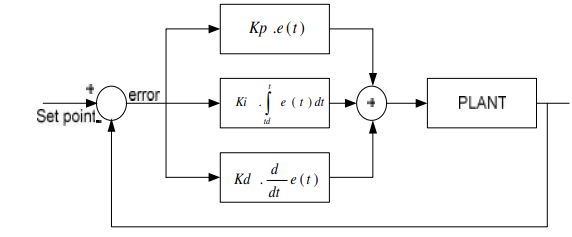 Kp .e(t)
+
error
Set point
-
Ki . ∫ e(t)dt
t
td
+
PLANT
Kd . d/dt e(t)